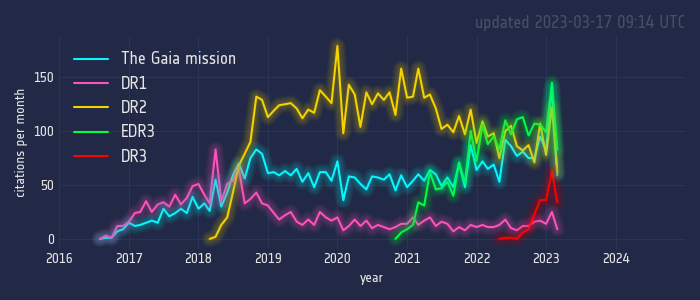 updated 2023-03-17 09:14 UTC
The Gaia mission
DR1
DR2
EDR3
DR3
citations per month
150
100
50
0
2016 2017 2018 2019 2020 2021 2022 2023 2024
year